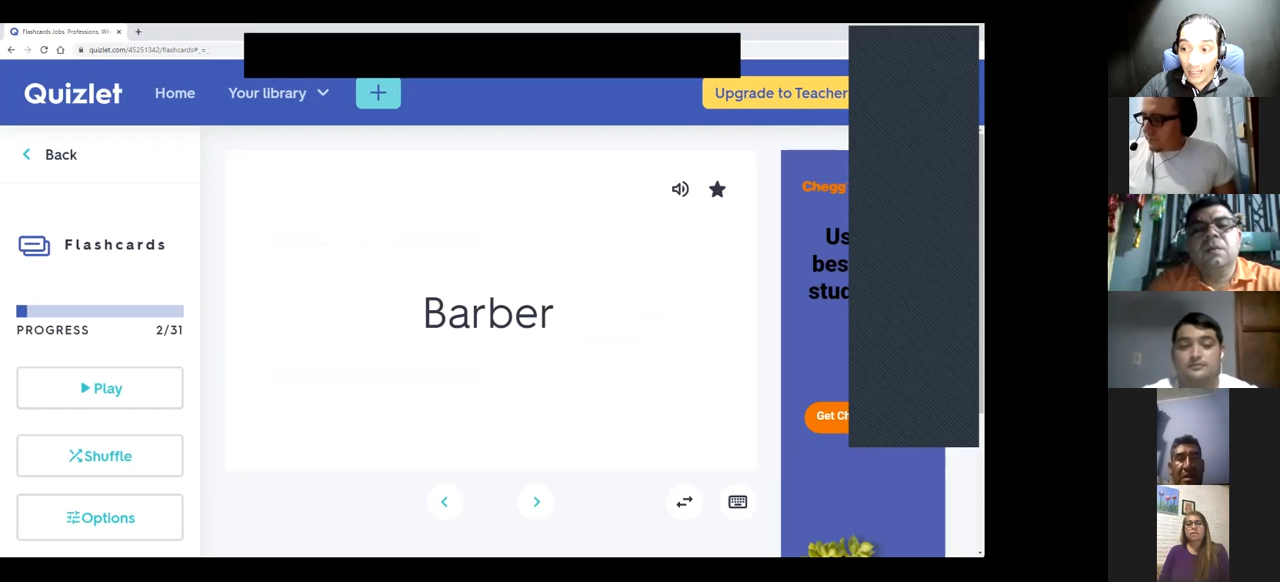 Flashcards Jobs. Professions. W
quizlet.com/45251342/flashcards#_=_
Quizlet
Home
Your library
Upgrade to Teacher
Back
Flashcards
PROGRESS 2/31
Play
Shuffle
Options
Barber
Chegg
Us
bes
stud
Get Ch